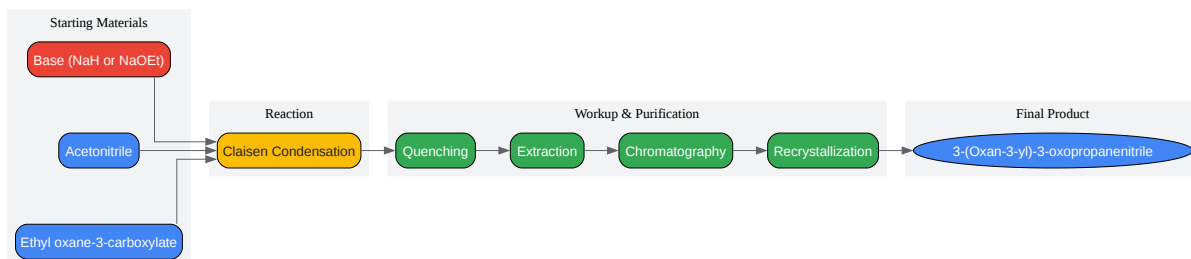 Starting Materials
Base (NaH or NaOEt)
Acetonitrile
Ethyl oxane-3-carboxylate
Reaction
Claisen Condensation
Workup & Purification
Quenching
Extraction
Chromatography
Recrystallization
Final Product
3-(Oxan-3-yl)-3-oxopropanenitrile